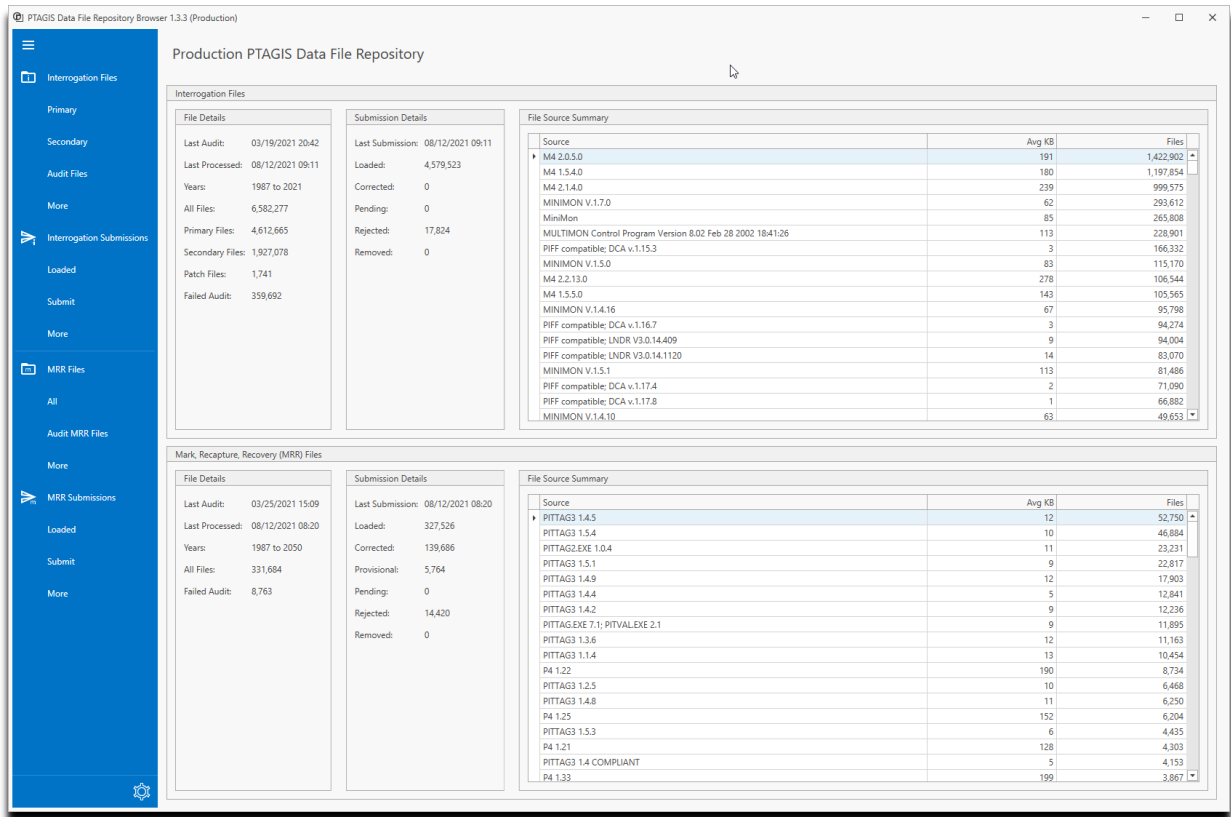 PTAGIS Data File Repository Browser 1.3.3 (Production)
Production PTAGIS Data File Repository
Interrogation Files
Primary
Secondary
Audit Files
More
Interrogation Submissions
Loaded
Submit
More
MRR Files
All
Audit MRR Files
More
MRR Submissions
Loaded
Submit
More
Interrogation Files
File Details
Last Audit: 03/19/2021 20:42
Last Processed: 08/12/2021 09:11
Years: 1987 to 2021
All Files: 6,582,277
Primary Files: 4,612,665
Secondary Files: 1,927,078
Patch Files: 1,741
Failed Audit: 359,692
Submission Details
Last Submission: 08/12/2021 09:11
Loaded: 4,579,523
Corrected: 0
Pending: 0
Rejected: 17,824
Removed: 0
File Source Summary
Source Avg KB Files
M4 2.0.5.0 191 1,422,902
M4 1.5.4.0 180 1,197,854
M4 2.1.4.0 239 999,575
MINIMON V.1.7.0 62 293,612
MiniMon 85 265,808
MULTIMON Control Program Version 8.02 Feb 28 2002 18:41:26 113 228,901
PIFF compatible; DCA v.1.15.3 3 166,332
MINIMON V.1.5.0 83 115,170
M4 2.2.13.0 278 106,544
M4 1.5.5.0 143 105,565
MINIMON V.1.4.16 67 95,798
PIFF compatible; DCA v.1.16.7 3 94,274
PIFF compatible; LNDR V3.0.14.409 9 94,004
PIFF compatible; LNDR V3.0.14.1120 14 83,070
MINIMON V.1.5.1 113 81,486
PIFF compatible; DCA v.1.17.4 2 71,090
PIFF compatible; DCA v.1.17.8 1 66,882
MINIMON V.1.4.10 63 49,653
Mark, Recapture, Recovery (MRR) Files
File Details
Last Audit: 03/25/2021 15:09
Last Processed: 08/12/2021 08:20
Years: 1987 to 2050
All Files: 331,684
Failed Audit: 8,763
Submission Details
Last Submission: 08/12/2021 08:20
Loaded: 327,526
Corrected: 139,686
Provisional: 5,764
Pending: 0
Rejected: 14,420
Removed: 0
File Source Summary
Source Avg KB Files
PITTAG3 1.4.5 12 52,750
PITTAG3 1.5.4 10 46,884
PITTAG2.EXE 1.0.4 11 23,231
PITTAG3 1.5.1 9 22,817
PITTAG3 1.4.9 12 17,903
PITTAG3 1.4.4 5 12,841
PITTAG3 1.4.2 9 12,236
PITTAG.EXE 7.1; PITVAL.EXE 2.1 9 11,895
PITTAG3 1.3.6 12 11,163
PITTAG3 1.1.4 13 10,454
P4 1.22 190 8,734
PITTAG3 1.2.5 10 6,468
PITTAG3 1.4.8 11 6,250
P4 1.25 152 6,204
PITTAG3 1.5.3 6 4,435
P4 1.21 128 4,303
PITTAG3 1.4 COMPLIANT 5 4,153
P4 1.33 199 3,867